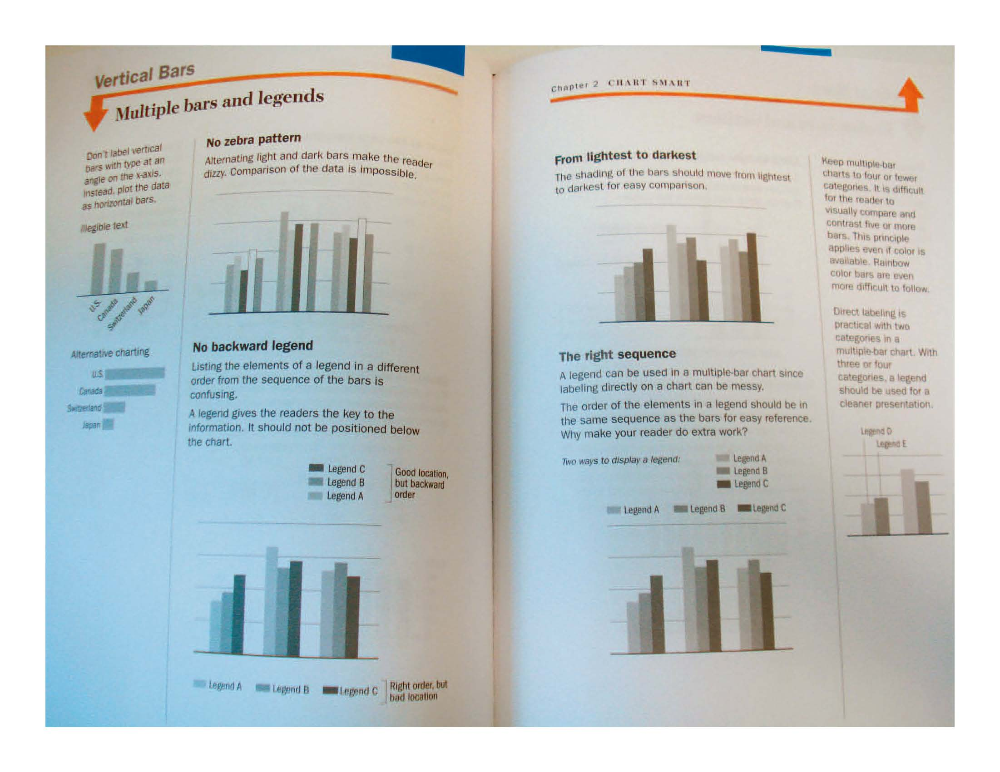 Vertical Bars
Multiple bars and legends
Don't label vertical
bars with type at an
angle on the x-axis.
Instead, plot the data
as horizontal bars.
Illegible text
U.S.
Canada
Switzerland
Japan
Alternative charting
U.S.
Canada
Switzerland
Japan
No zebra pattern
Alternating light and dark bars make the reader
dizzy. Comparison of the data is impossible.
No backward legend
Listing the elements of a legend in a different
order from the sequence of the bars is
confusing.
A legend gives the readers the key to the
information. It should not be positioned below
the chart.
Legend C
Legend B
Legend A
Good location,
but backward
order
Legend A Legend B Legend C
Right order, but
bad location
Chapter 2 CHART SMART
From lightest to darkest
The shading of the bars should move from lightest
to darkest for easy comparison.
The right sequence
A legend can be used in a multiple-bar chart since
labeling directly on a chart can be messy.
The order of the elements in a legend should be in
the same sequence as the bars for easy reference.
Why make your reader do extra work?
Two ways to display a legend:
Legend A
Legend B
Legend C
Legend A Legend B Legend C
Keep multiple-bar
charts to four or fewer
categories. It is difficult
for the reader to
visually compare and
contrast five or more
bars. This principle
applies even if color is
available. Rainbow
color bars are even
more difficult to follow.
Direct labeling is
practical with two
categories in a
multiple-bar chart. With
three or four
categories, a legend
should be used for a
cleaner presentation.
Legend D
Legend E